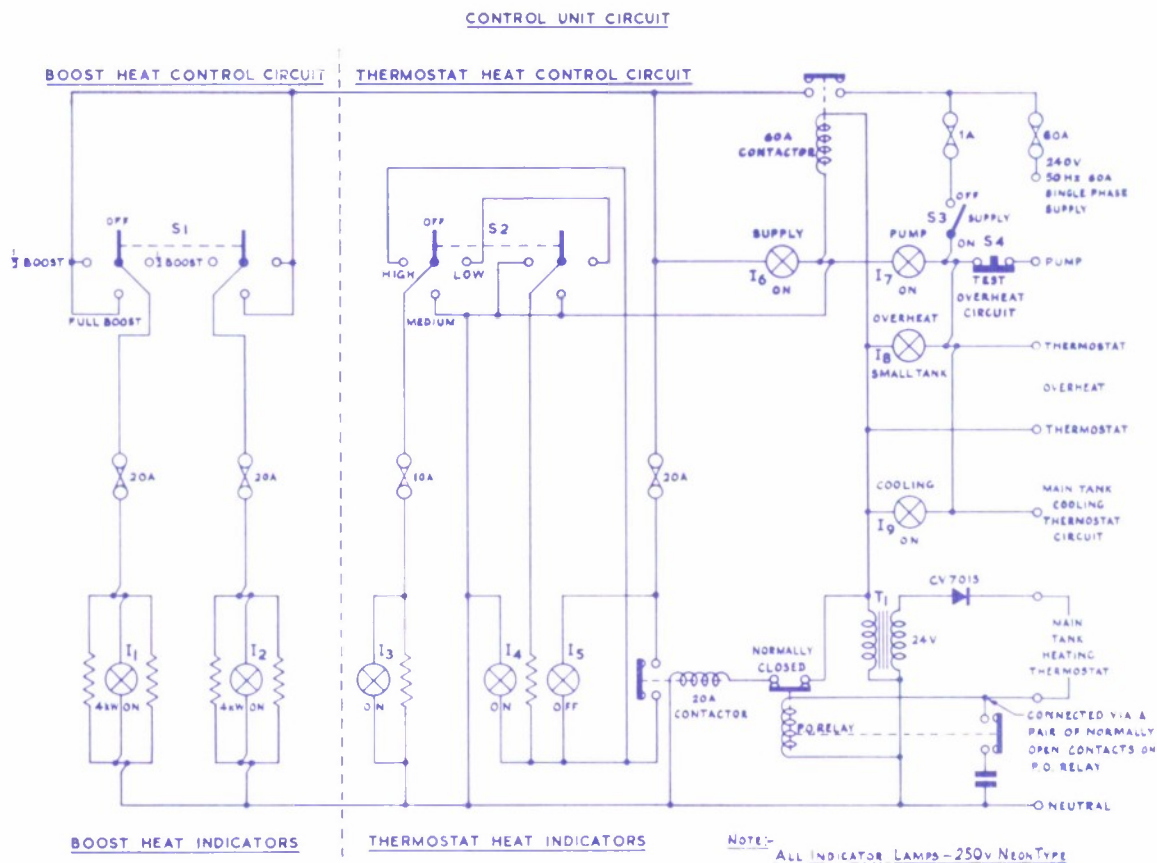 CONTROL UNIT CIRCUIT
BOOST HEAT CONTROL CIRCUIT
THERMOSTAT HEAT CONTROL CIRCUIT
60A
CONTACTOR
1A
60A
240V
50HZ 60A
SINGLE PHASE
SUPPLY
OFF
S3
SUPPLY
ON
OFF
S1
1/3 BOOST
1/3 BOOST
FULL BOOST
OFF
S2
HIGH
LOW
MEDIUM
SUPPLY
I6
ON
PUMP
I7
ON
S4
TEST
OVERHEAT
CIRCUIT
PUMP
OVERHEAT
I8
SMALL TANK
THERMOSTAT
OVERHEAT
THERMOSTAT
20A
20A
10A
20A
COOLING
I9
ON
MAIN TANK
COOLING
THERMOSTAT
CIRCUIT
CV7015
T1
24V
MAIN
TANK
HEATING
THERMOSTAT
I1
4KW ON
I2
4KW ON
I3
ON
I4
ON
I5
OFF
20A
CONTACTOR
NORMALLY
CLOSED
P.O. RELAY
CONNECTED VIA A
PAIR OF NORMALLY
OPEN CONTACTS ON
P.O. RELAY
NEUTRAL
BOOST HEAT INDICATORS
THERMOSTAT HEAT INDICATORS
NOTE:-
ALL INDICATOR LAMPS - 250V NEON TYPE